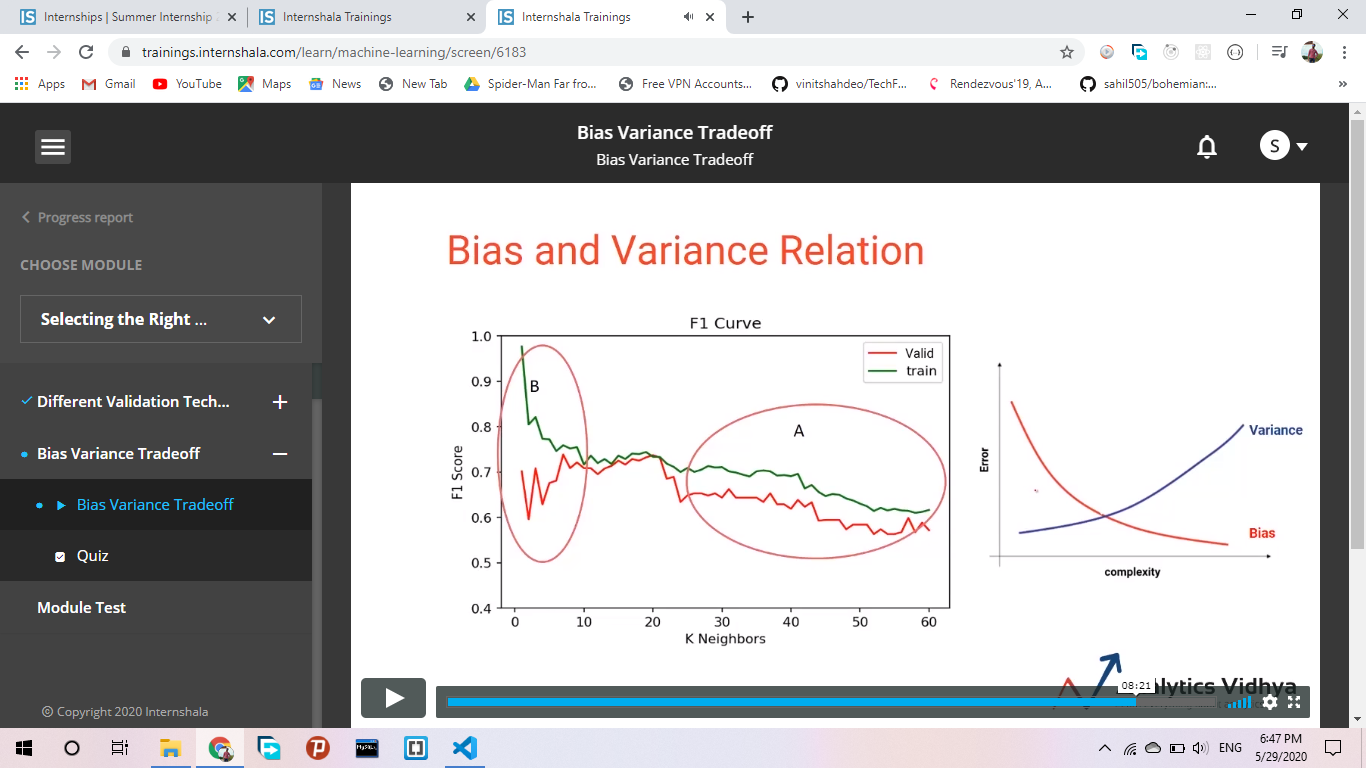 Internships | Summer Internship
Internshala Trainings
Internshala Trainings
trainings.internshala.com/learn/machine-learning/screen/6183
Apps
Gmail
YouTube
Maps
News
New Tab
Spider-Man Far fro...
Free VPN Accounts...
vinitshahdeo/TechF...
Rendezvous'19, A...
sahil505/bohemian:...
»
Bias Variance Tradeoff
Bias Variance Tradeoff
S
Progress report
CHOOSE MODULE
Selecting the Right ...
Different Validation Tech...
Bias Variance Tradeoff
Bias Variance Tradeoff
Quiz
Module Test
© Copyright 2020 Internshala
Bias and Variance Relation
F1 Curve
1.0
0.9
0.8
0.7
0.6
0.5
0.4
F1 Score
B
A
Valid
train
0 10 20 30 40 50 60
K Neighbors
Error
Variance
Bias
complexity
08:21
lytics Vidhya
ENG
6:47 PM
5/29/2020